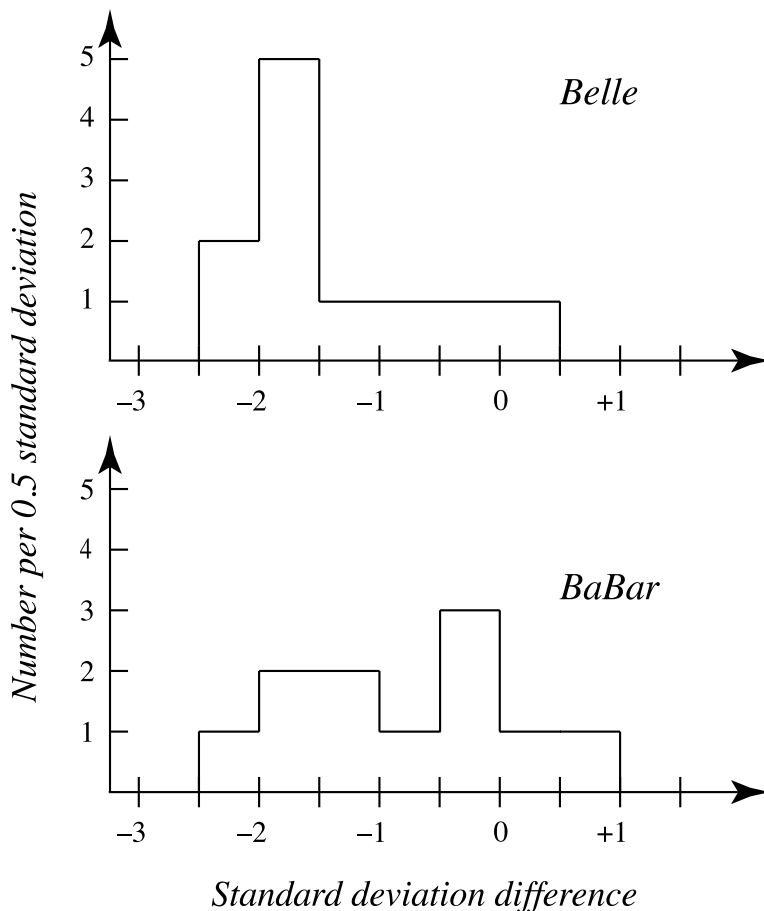 Number per 0.5 standard deviation
5
4
3
2
1
Belle
–3 –2 –1 0 +1
5
4
3
2
1
BaBar
–3 –2 –1 0 +1
Standard deviation difference